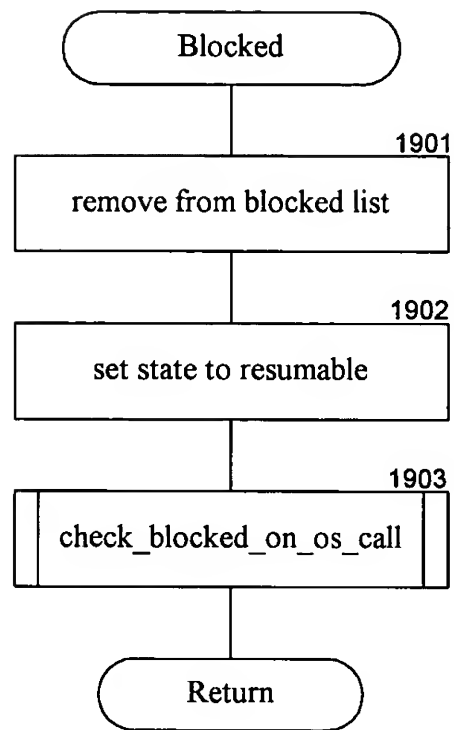 Blocked
1901
remove from blocked list
1902
set state to resumable
1903
check_blocked_on_os_call
Return